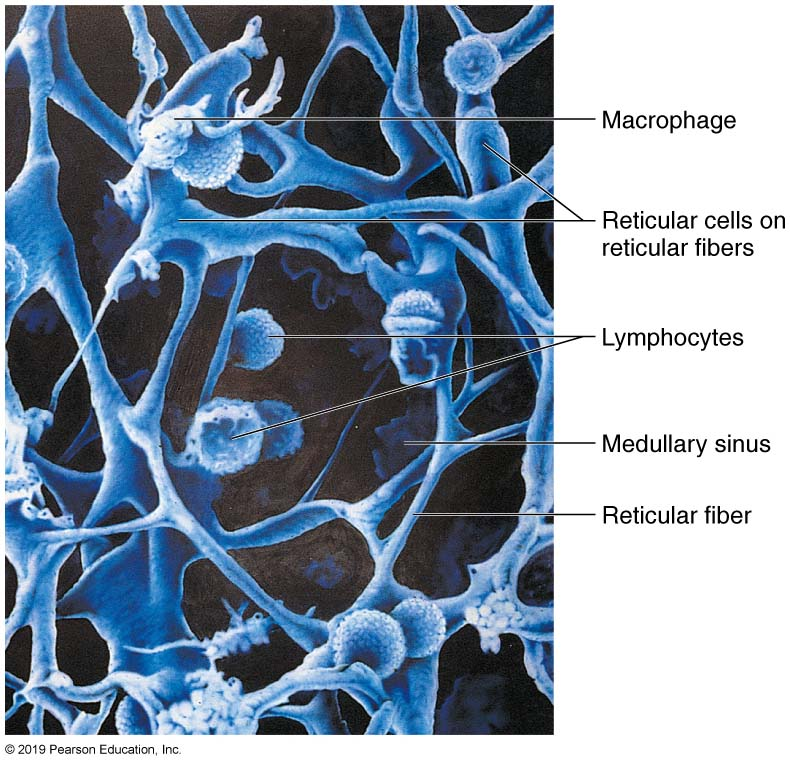 Macrophage
Reticular cells on
reticular fibers
Lymphocytes
Medullary sinus
Reticular fiber
© 2019 Pearson Education, Inc.